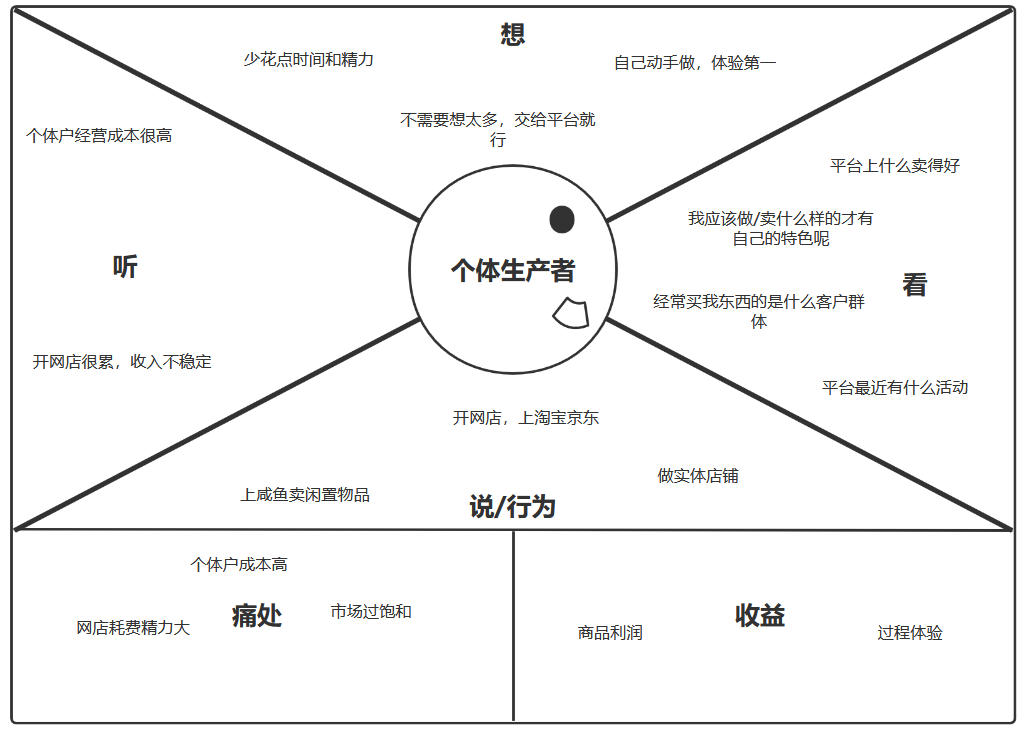 想
少花点时间和精力
自己动手做，体验第一
不需要想太多，交给平台就
行
个体户经营成本很高
听
开网店很累，收入不稳定
个体生产者
平台上什么卖得好
我应该做/卖什么样的才有
自己的特色呢
看
经常买我东西的是什么客户群
体
平台最近有什么活动
开网店，上淘宝京东
做实体店铺
上咸鱼卖闲置物品
说/行为
个体户成本高
痛处
市场过饱和
网店耗费精力大
收益
商品利润
过程体验